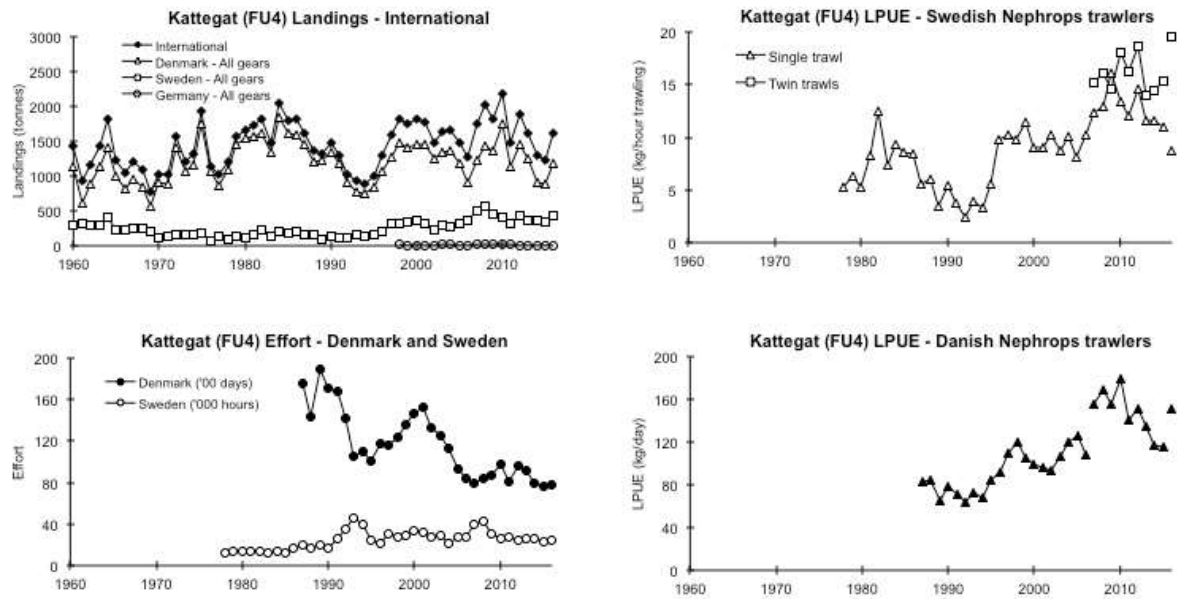 Kattegat (FU4) Landings - International
3000
2500
2000
1500
1000
500
0
Landings (tonnes)
International
Denmark - All gears
Sweden - All gears
Germany - All gears
1960 1970 1980 1990 2000 2010
Kattegat (FU4) LPUE - Swedish Nephrops trawlers
20
15
10
5
0
LPUE (kg/hour trawling)
Single trawl
Twin trawls
1960 1970 1980 1990 2000 2010
Kattegat (FU4) Effort - Denmark and Sweden
200
160
120
80
40
0
Effort
Denmark ('00 days)
Sweden ('000 hours)
1960 1970 1980 1990 2000 2010
Kattegat (FU4) LPUE - Danish Nephrops trawlers
200
160
120
80
40
0
LPUE (kg/day)
1960 1970 1980 1990 2000 2010